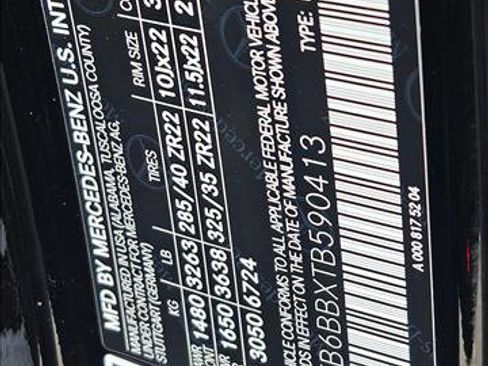 MFD BY MERCEDES-BENZ U.S. INT
MANUFACTURED IN USA (ALABAMA, TUSCALOOSA COUNTY)
UNDER CONTRACT FOR MERCEDES-BENZ AG,
STUTTGART (GERMANY)
KG LB TIRES RIM SIZE
1480 3263 285/40 ZR22 10Jx22
1650 3638 325/35 ZR22 11.5Jx22
3050/6724
VEHICLE CONFORMS TO ALL APPLICABLE FEDERAL MOTOR VEHICLE
DS IN EFFECT ON THE DATE OF MANUFACTURE SHOWN ABOVE
B6BBXTB590413 TYPE:
A 000 817 52 04